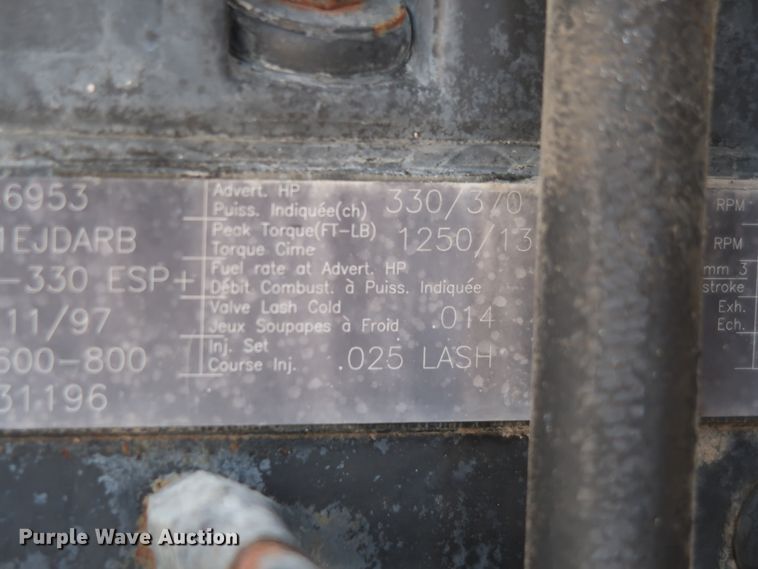 6953
Advert. HP
Puiss. Indiquée(ch) 330/370
RPM
1EJDARB
Peck Torque(FT-LB)
Torque Cime 1250/13
RPM
-330 ESP+
Fuel rate at Advert. HP
Débit Combust. à Puiss. Indiquée
mm 3
stroke
11/97
Valve Lash Cold
Jeux Soupapes à Froid .014
Exh.
Ech.
600-800
Inj. Set
Course Inj. .025 LASH
31196
Purple Wave Auction